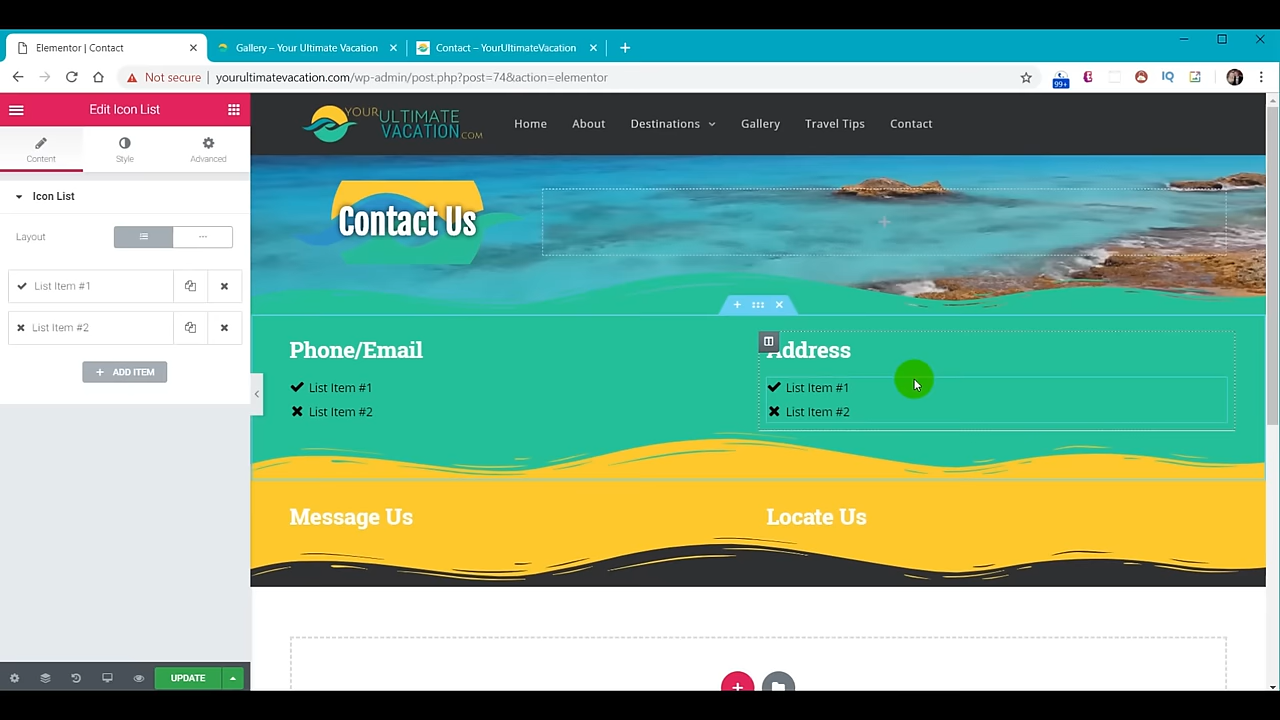 Elementor | Contact
Gallery – Your Ultimate Vacation
Contact – YourUltimateVacation
Not secure | yourultimatevacation.com/wp-admin/post.php?post=74&action=elementor
99+
IQ
Edit Icon List
Content
Style
Advanced
Icon List
Layout
List Item #1
List Item #2
ADD ITEM
UPDATE
YOUR ULTIMATE
VACATION.COM
Home
About
Destinations
Gallery
Travel Tips
Contact
Contact Us
Phone/Email
List Item #1
List Item #2
Address
List Item #1
List Item #2
Message Us
Locate Us